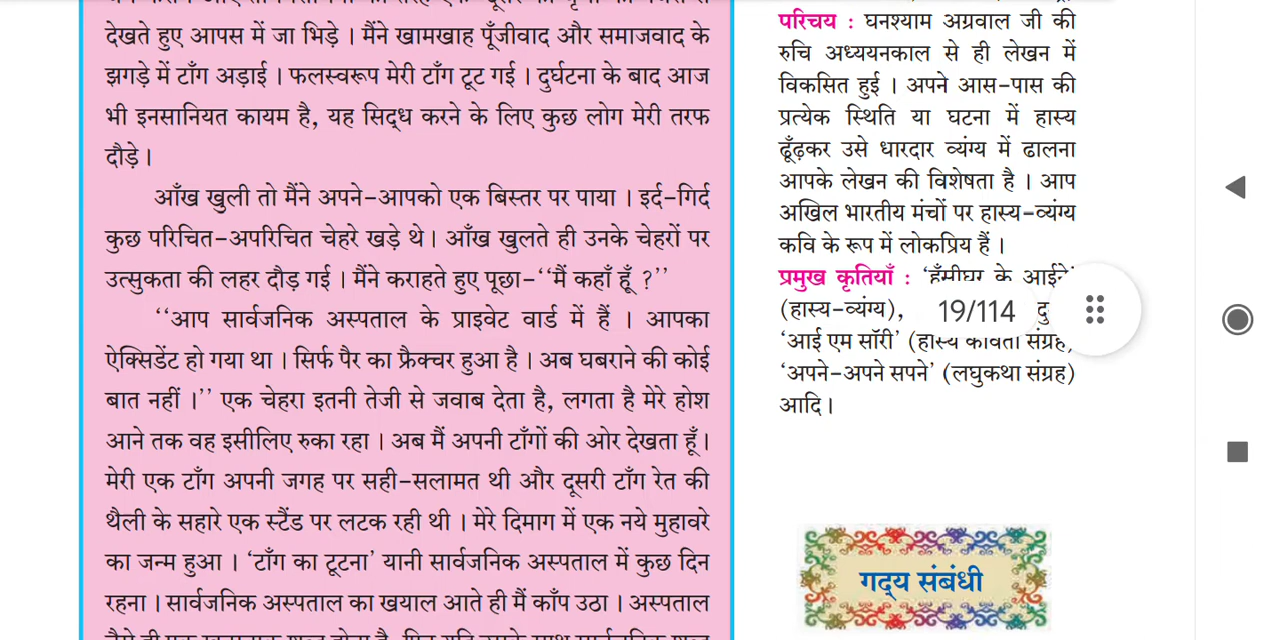 देखते हुए आपस में जा भिड़े । मैंने खामखाह पूँजीवाद और समाजवाद के
झगड़े में टाँग अड़ाई । फलस्वरूप मेरी टाँग टूट गई । दुर्घटना के बाद आज
भी इनसानियत कायम है, यह सिद्ध करने के लिए कुछ लोग मेरी तरफ
दौड़े ।
आँख खुली तो मैंने अपने-आपको एक बिस्तर पर पाया । इर्द-गिर्द
कुछ परिचित-अपरिचित चेहरे खड़े थे । आँख खुलते ही उनके चेहरों पर
उत्सुकता की लहर दौड़ गई । मैंने कराहते हुए पूछा-‘‘मैं कहाँ हूँ ?’’
‘‘आप सार्वजनिक अस्पताल के प्राइवेट वार्ड में हैं । आपका
ऐक्सिडेंट हो गया था । सिर्फ पैर का फ्रैक्चर हुआ है । अब घबराने की कोई
बात नहीं ।’’ एक चेहरा इतनी तेजी से जवाब देता है, लगता है मेरे होश
आने तक वह इसीलिए रुका रहा । अब मैं अपनी टाँगों की ओर देखता हूँ ।
मेरी एक टाँग अपनी जगह पर सही-सलामत थी और दूसरी टाँग रेत की
थैली के सहारे एक स्टैंड पर लटक रही थी । मेरे दिमाग में एक नये मुहावरे
का जन्म हुआ । ‘टाँग का टूटना’ यानी सार्वजनिक अस्पताल में कुछ दिन
रहना । सार्वजनिक अस्पताल का खयाल आते ही मैं काँप उठा । अस्पताल
परिचय : घनश्याम अग्रवाल जी की
रुचि अध्ययनकाल से ही लेखन में
विकसित हुई । अपने आस-पास की
प्रत्येक स्थिति या घटना में हास्य
ढूँढ़कर उसे धारदार व्यंग्य में ढालना
आपके लेखन की विशेषता है । आप
अखिल भारतीय मंचों पर हास्य-व्यंग्य
कवि के रूप में लोकप्रिय हैं ।
प्रमुख कृतियाँ : ‘हँसीघर के आईने’
(हास्य-व्यंग्य),
19/114
‘आई एम सॉरी’ (हास्य कविता संग्रह)
‘अपने-अपने सपने’ (लघुकथा संग्रह)
आदि ।
गद्य संबंधी